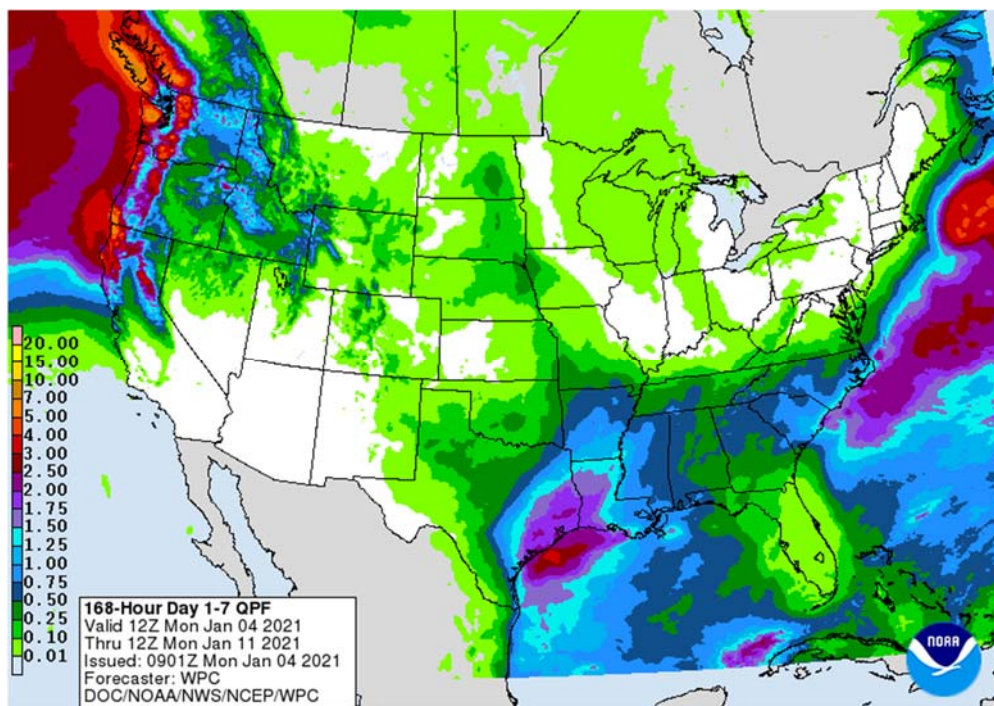 20.00
15.00
10.00
7.00
5.00
4.00
3.00
2.50
2.00
1.75
1.50
1.25
1.00
0.75
0.50
0.25
0.10
0.01
168-Hour Day 1-7 QPF
Valid 12Z Mon Jan 04 2021
Thru 12Z Mon Jan 11 2021
Issued: 0901Z Mon Jan 04 2021
Forecaster: WPC
DOC/NOAA/NWS/NCEP/WPC
NOAA